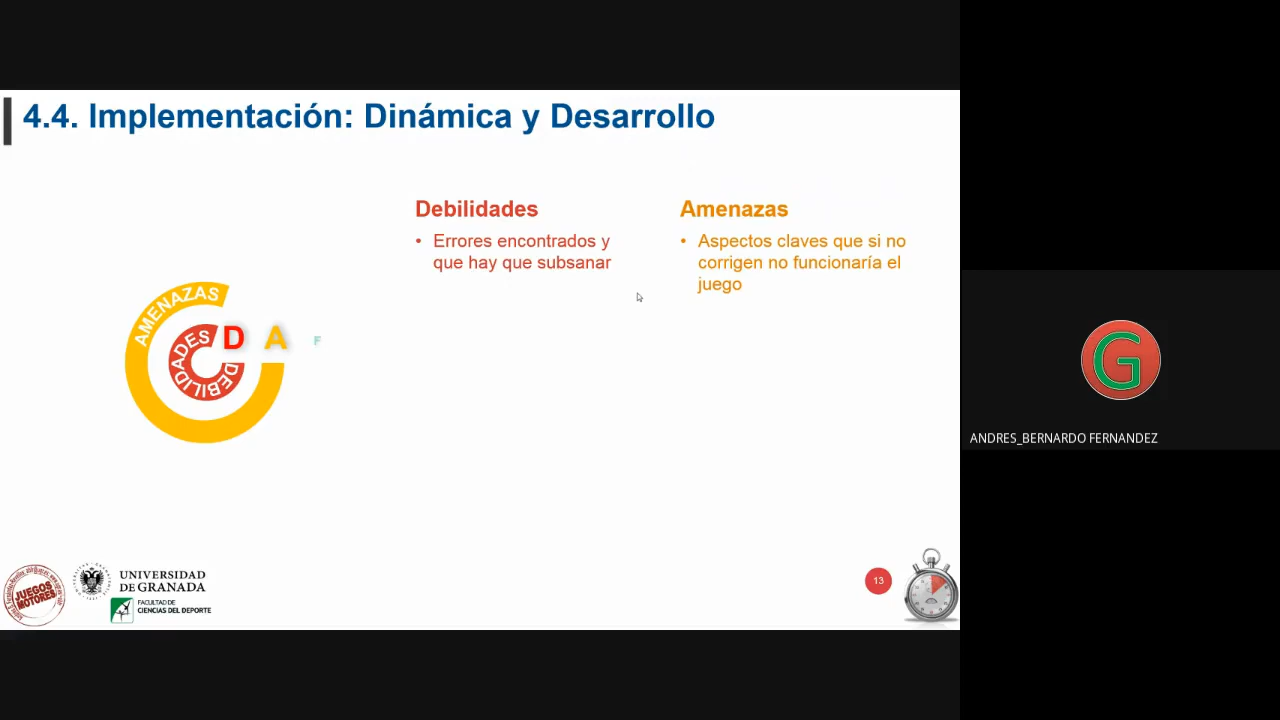 4.4. Implementación: Dinámica y Desarrollo
Debilidades
• Errores encontrados y
que hay que subsanar
Amenazas
• Aspectos claves que si no
corrigen no funcionaría el
juego
AMENAZAS
DEBILIDADES
D A F
JUEGOS
MOTORES
UNIVERSIDAD
DE GRANADA
FACULTAD DE
CIENCIAS DEL DEPORTE
13
G
ANDRES_BERNARDO FERNANDEZ